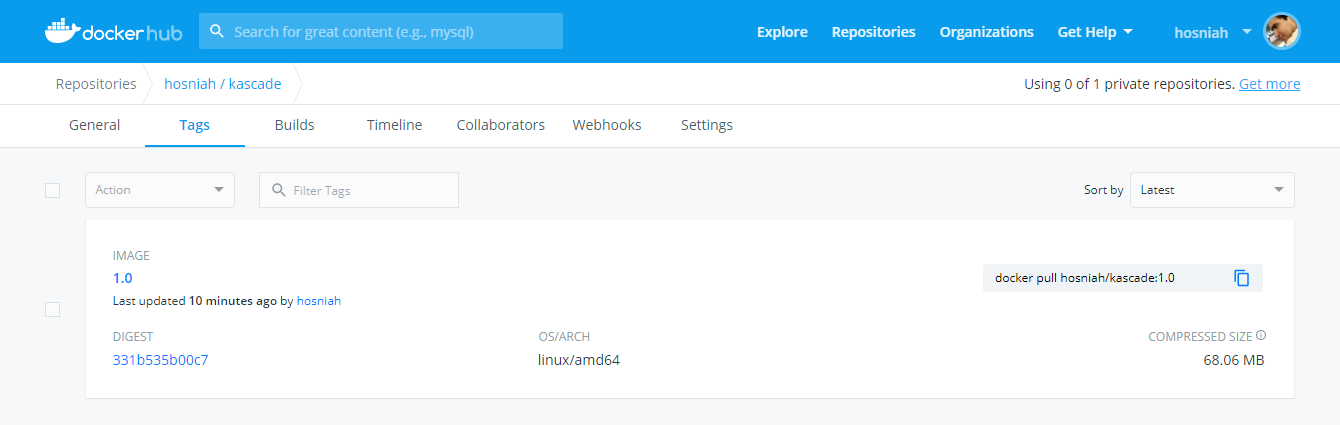 docker hub Search for great content (e.g., mysql) Explore Repositories Organizations Get Help hosniah
Repositories hosniah / kascade Using 0 of 1 private repositories. Get more
General Tags Builds Timeline Collaborators Webhooks Settings
Action Filter Tags Sort by Latest
IMAGE
1.0 docker pull hosniah/kascade:1.0
Last updated 10 minutes ago by hosniah
DIGEST OS/ARCH COMPRESSED SIZE
331b535b00c7 linux/amd64 68.06 MB